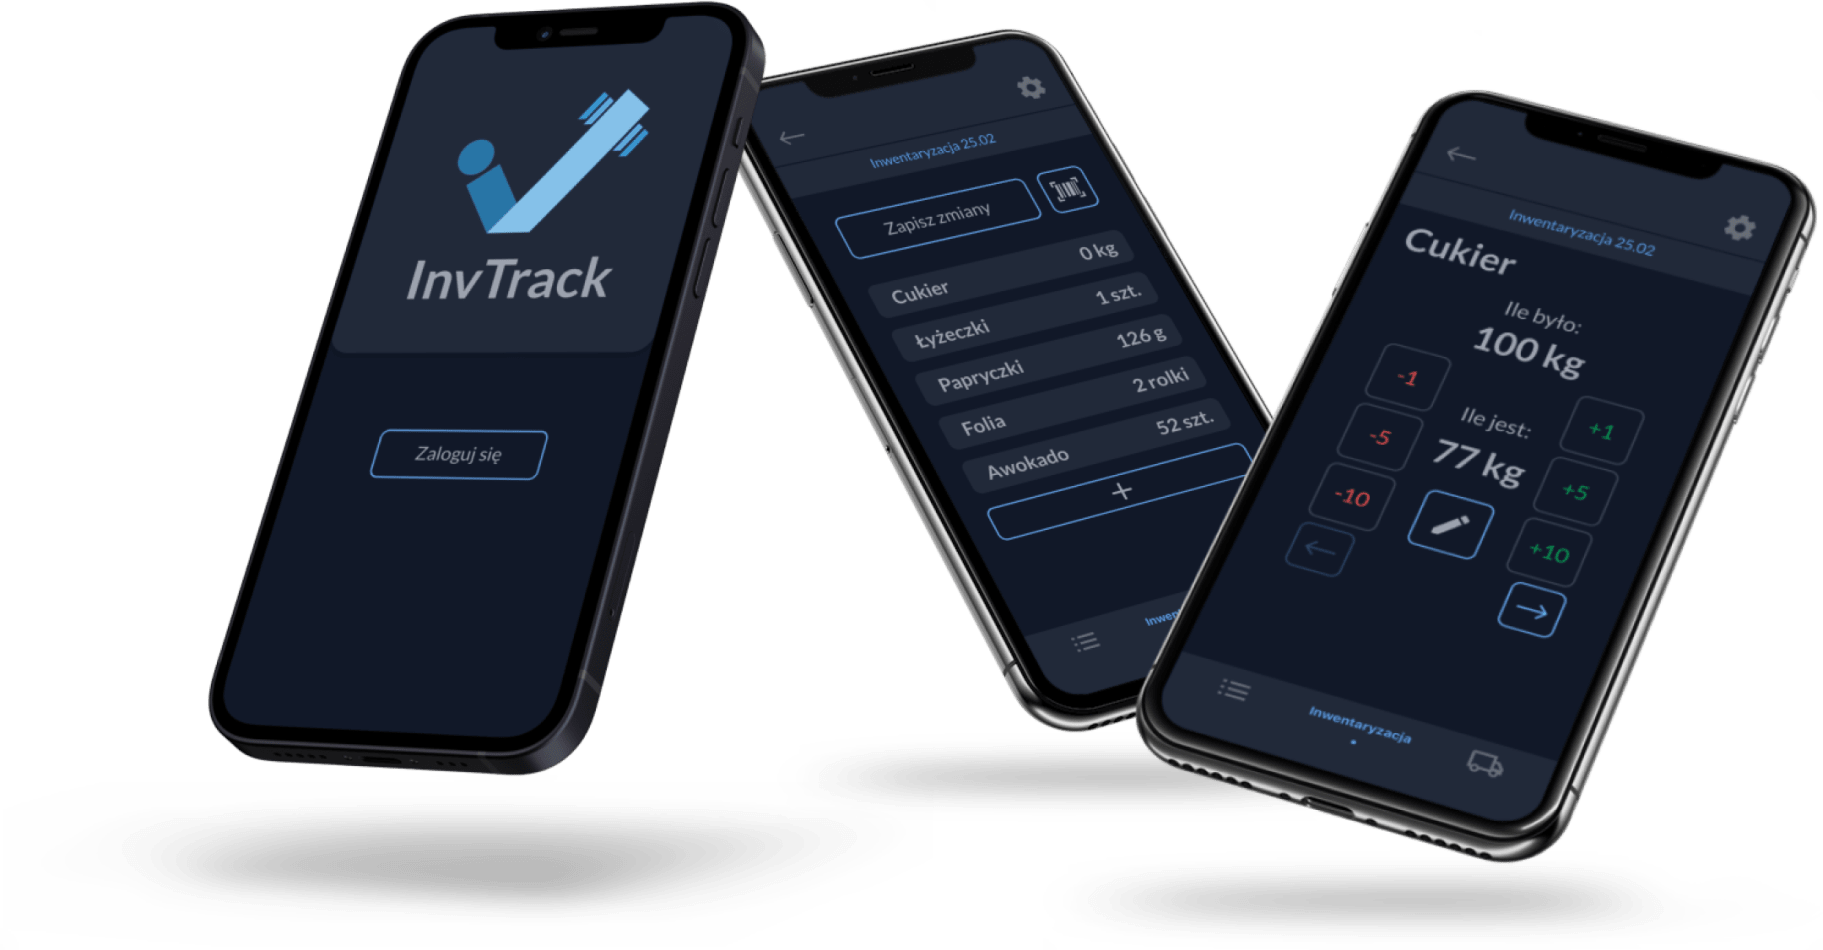 InvTrack
Zaloguj się
Inwentaryzacja 25.02
Zapisz zmiany
Cukier 0 kg
Łyżeczki 1 szt.
Papryczki 126 g
Folia 2 rolki
Awokado 52 szt.
+
Inwentaryzacja 25.02
Cukier
Ile było:
100 kg
Ile jest:
77 kg
-1
-5
-10
+1
+5
+10
Inwentaryzacja